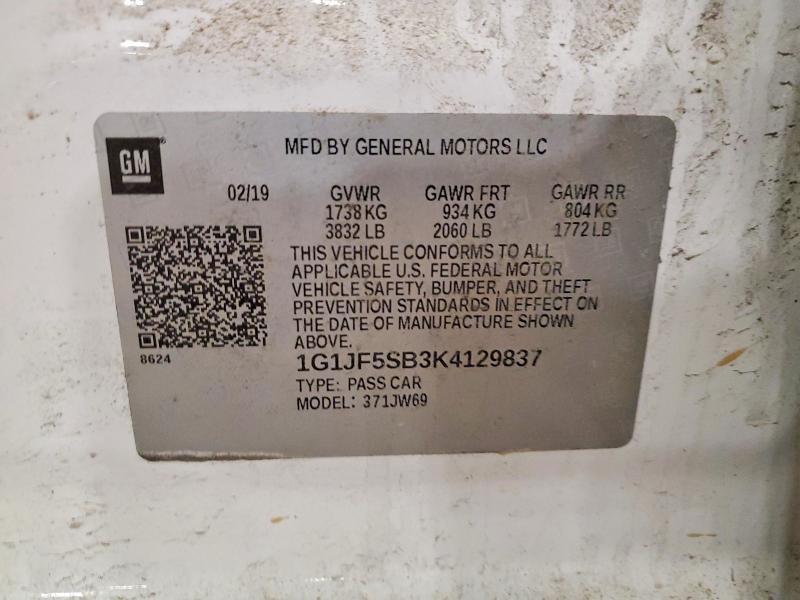 GM
MFD BY GENERAL MOTORS LLC
02/19 GVWR GAWR FRT GAWR RR
1738 KG 934 KG 804 KG
3832 LB 2060 LB 1772 LB
THIS VEHICLE CONFORMS TO ALL
APPLICABLE U.S. FEDERAL MOTOR
VEHICLE SAFETY, BUMPER, AND THEFT
PREVENTION STANDARDS IN EFFECT ON
THE DATE OF MANUFACTURE SHOWN
ABOVE.
8624
1G1JF5SB3K4129837
TYPE: PASS CAR
MODEL: 371JW69